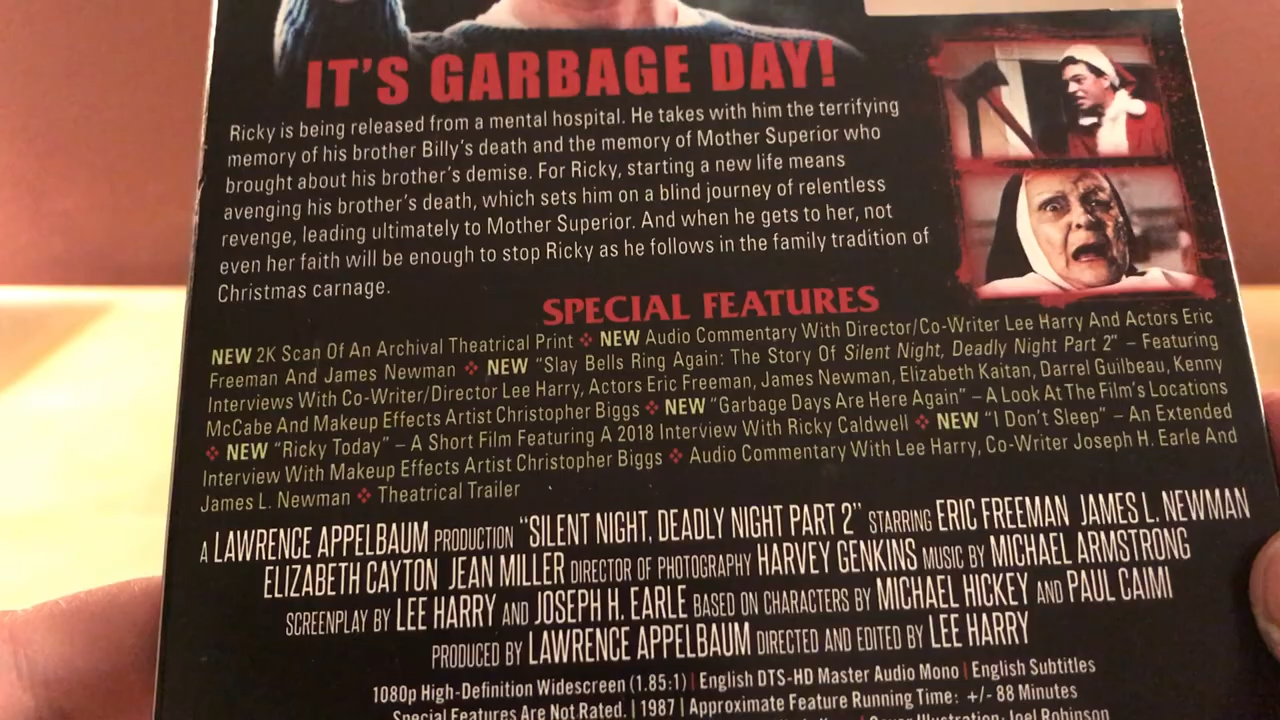 IT'S GARBAGE DAY!
Ricky is being released from a mental hospital. He takes with him the terrifying
memory of his brother Billy's death and the memory of Mother Superior who
brought about his brother's demise. For Ricky, starting a new life means
avenging his brother's death, which sets him on a blind journey of relentless
revenge, leading ultimately to Mother Superior. And when he gets to her, not
even her faith will be enough to stop Ricky as he follows in the family tradition of
Christmas carnage.
SPECIAL FEATURES
NEW 2K Scan Of An Archival Theatrical Print ❖ NEW Audio Commentary With Director/Co-Writer Lee Harry And Actors Eric
Freeman And James Newman ❖ NEW "Slay Bells Ring Again: The Story Of Silent Night, Deadly Night Part 2" – Featuring
Interviews With Co-Writer/Director Lee Harry, Actors Eric Freeman, James Newman, Elizabeth Kaitan, Darrel Guilbeau, Kenny
McCabe And Makeup Effects Artist Christopher Biggs ❖ NEW "Garbage Days Are Here Again" – A Look At The Film's Locations
❖ NEW "Ricky Today" – A Short Film Featuring A 2018 Interview With Ricky Caldwell ❖ NEW "I Don't Sleep" – An Extended
Interview With Makeup Effects Artist Christopher Biggs ❖ Audio Commentary With Lee Harry, Co-Writer Joseph H. Earle And
James L. Newman ❖ Theatrical Trailer
A LAWRENCE APPELBAUM PRODUCTION "SILENT NIGHT, DEADLY NIGHT PART 2" STARRING ERIC FREEMAN JAMES L. NEWMAN
ELIZABETH CAYTON JEAN MILLER DIRECTOR OF PHOTOGRAPHY HARVEY GENKINS MUSIC BY MICHAEL ARMSTRONG
SCREENPLAY BY LEE HARRY AND JOSEPH H. EARLE BASED ON CHARACTERS BY MICHAEL HICKEY AND PAUL CAIMI
PRODUCED BY LAWRENCE APPELBAUM DIRECTED AND EDITED BY LEE HARRY
1080p High-Definition Widescreen (1.85:1) | English DTS-HD Master Audio Mono | English Subtitles
Special Features Are Not Rated. | 1987 | Approximate Feature Running Time: +/- 88 Minutes
Illustration: Joel Robinson